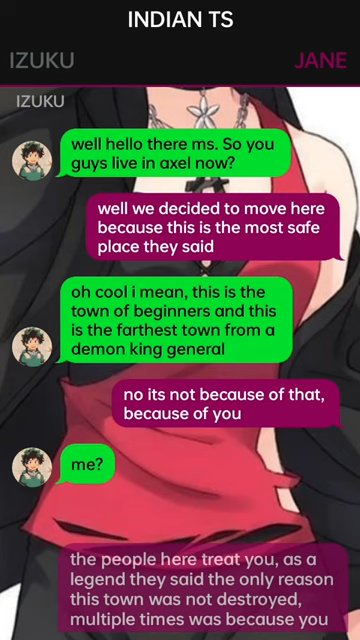 INDIAN TS
IZUKU
JANE
IZUKU
well hello there ms. So you
guys live in axel now?
well we decided to move here
because this is the most safe
place they said
oh cool i mean, this is the
town of beginners and this
is the farthest town from a
demon king general
no its not because of that,
because of you
me?
the people here treat you, as a
legend they said the only reason
this town was not destroyed,
multiple times was because you